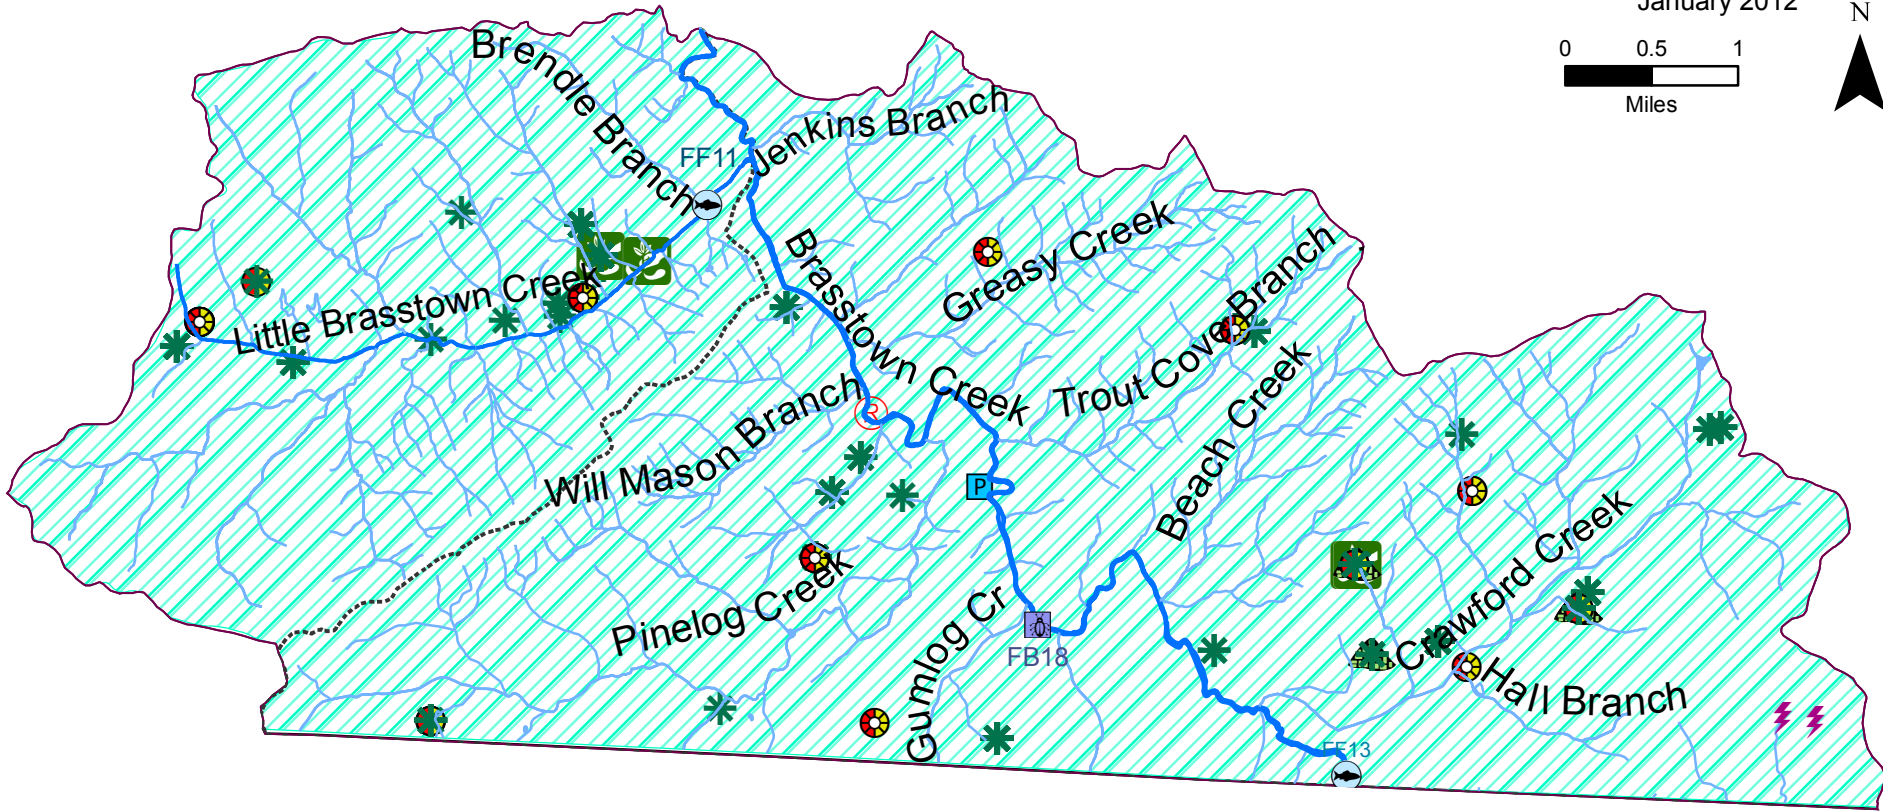 January 2012
N
0 0.5 1
Miles
Brendle Branch
Jenkins Branch
FF11
Brasstown Creek
Greasy Creek
Little Brasstown Creek
Trout Cove Branch
Beach Creek
Will Mason Branch
R
P
Crawford Creek
Pinelog Creek
Gumlog Cr
FB18
Hall Branch
FF13